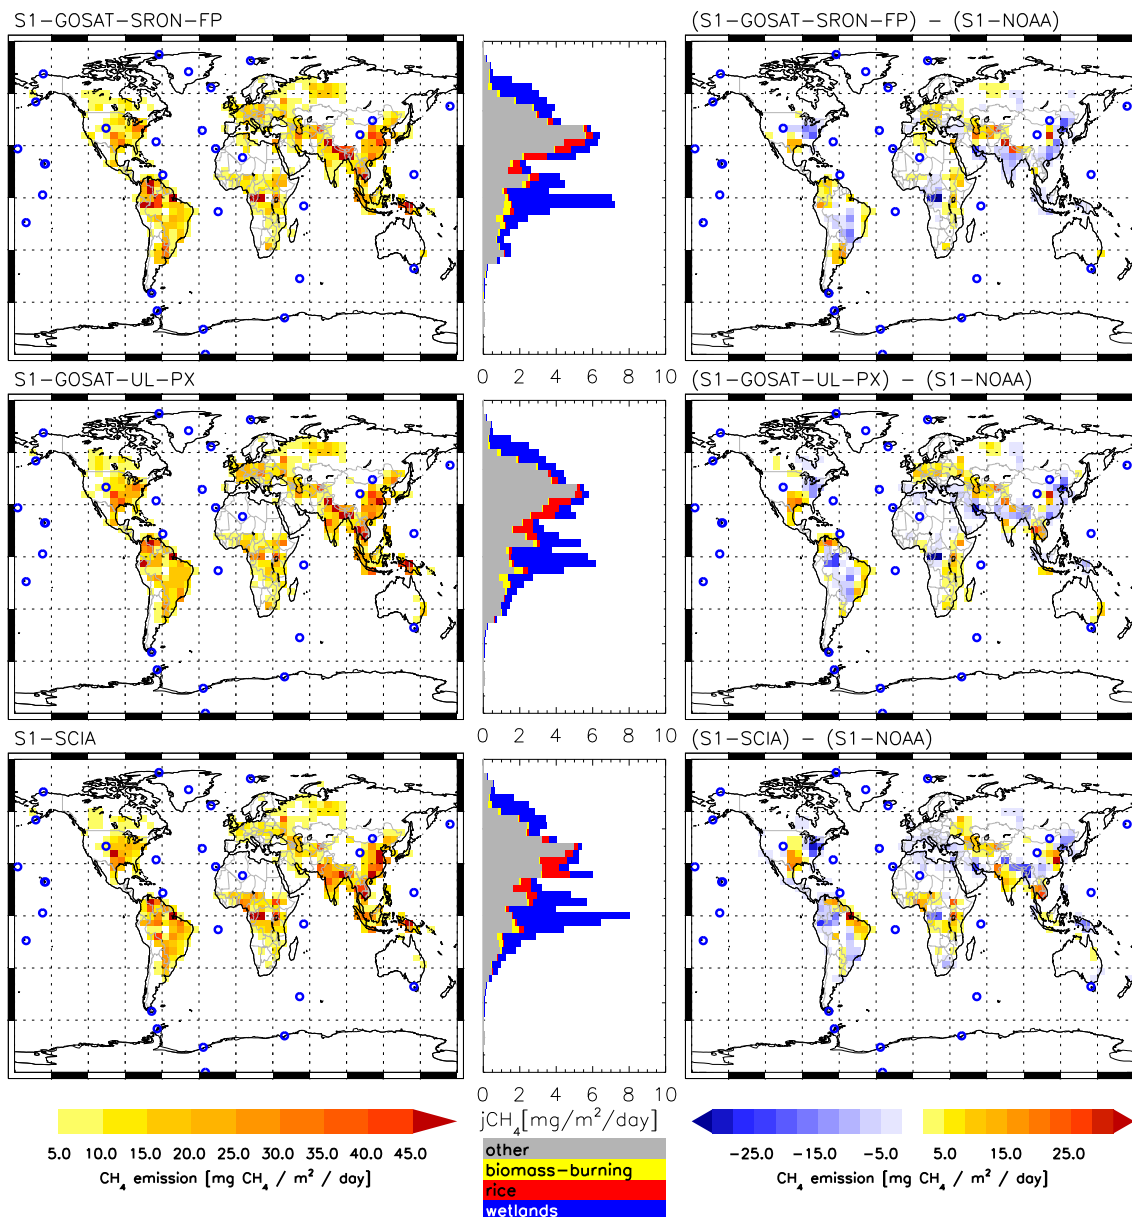 S1-GOSAT-SRON-FP
(S1-GOSAT-SRON-FP) - (S1-NOAA)
0 2 4 6 8 10
S1-GOSAT-UL-PX
(S1-GOSAT-UL-PX) - (S1-NOAA)
0 2 4 6 8 10
S1-SCIA
(S1-SCIA) - (S1-NOAA)
0 2 4 6 8 10
jCH₄[mg/m²/day]
5.0 10.0 15.0 20.0 25.0 30.0 35.0 40.0 45.0
CH₄ emission [mg CH₄ / m² / day]
other
biomass-burning
rice
wetlands
-25.0 -15.0 -5.0 5.0 15.0 25.0
CH₄ emission [mg CH₄ / m² / day]